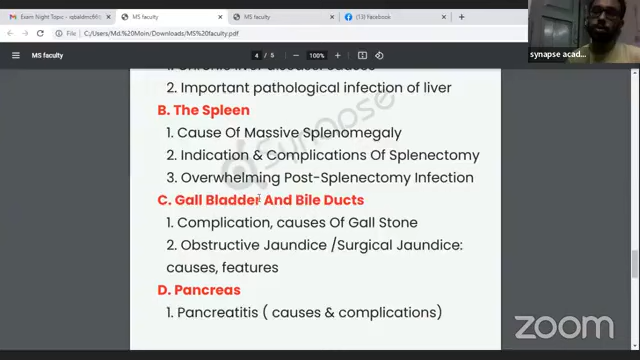 Exam Night Topic - iqbaldmc9@
MS faculty
MS faculty
(13) Facebook
C:/Users/Md.Moin/Downloads/MS%20faculty.pdf
MS faculty
4 / 5
100%
synapse acad...
2. Important pathological infection of liver
B. The Spleen
1. Cause Of Massive Splenomegaly
2. Indication & Complications Of Splenectomy
3. Overwhelming Post-Splenectomy Infection
C. Gall Bladder And Bile Ducts
1. Complication, causes Of Gall Stone
2. Obstructive Jaundice /Surgical Jaundice:
causes, features
D. Pancreas
1. Pancreatitis ( causes & complications)
Synapse
zoom